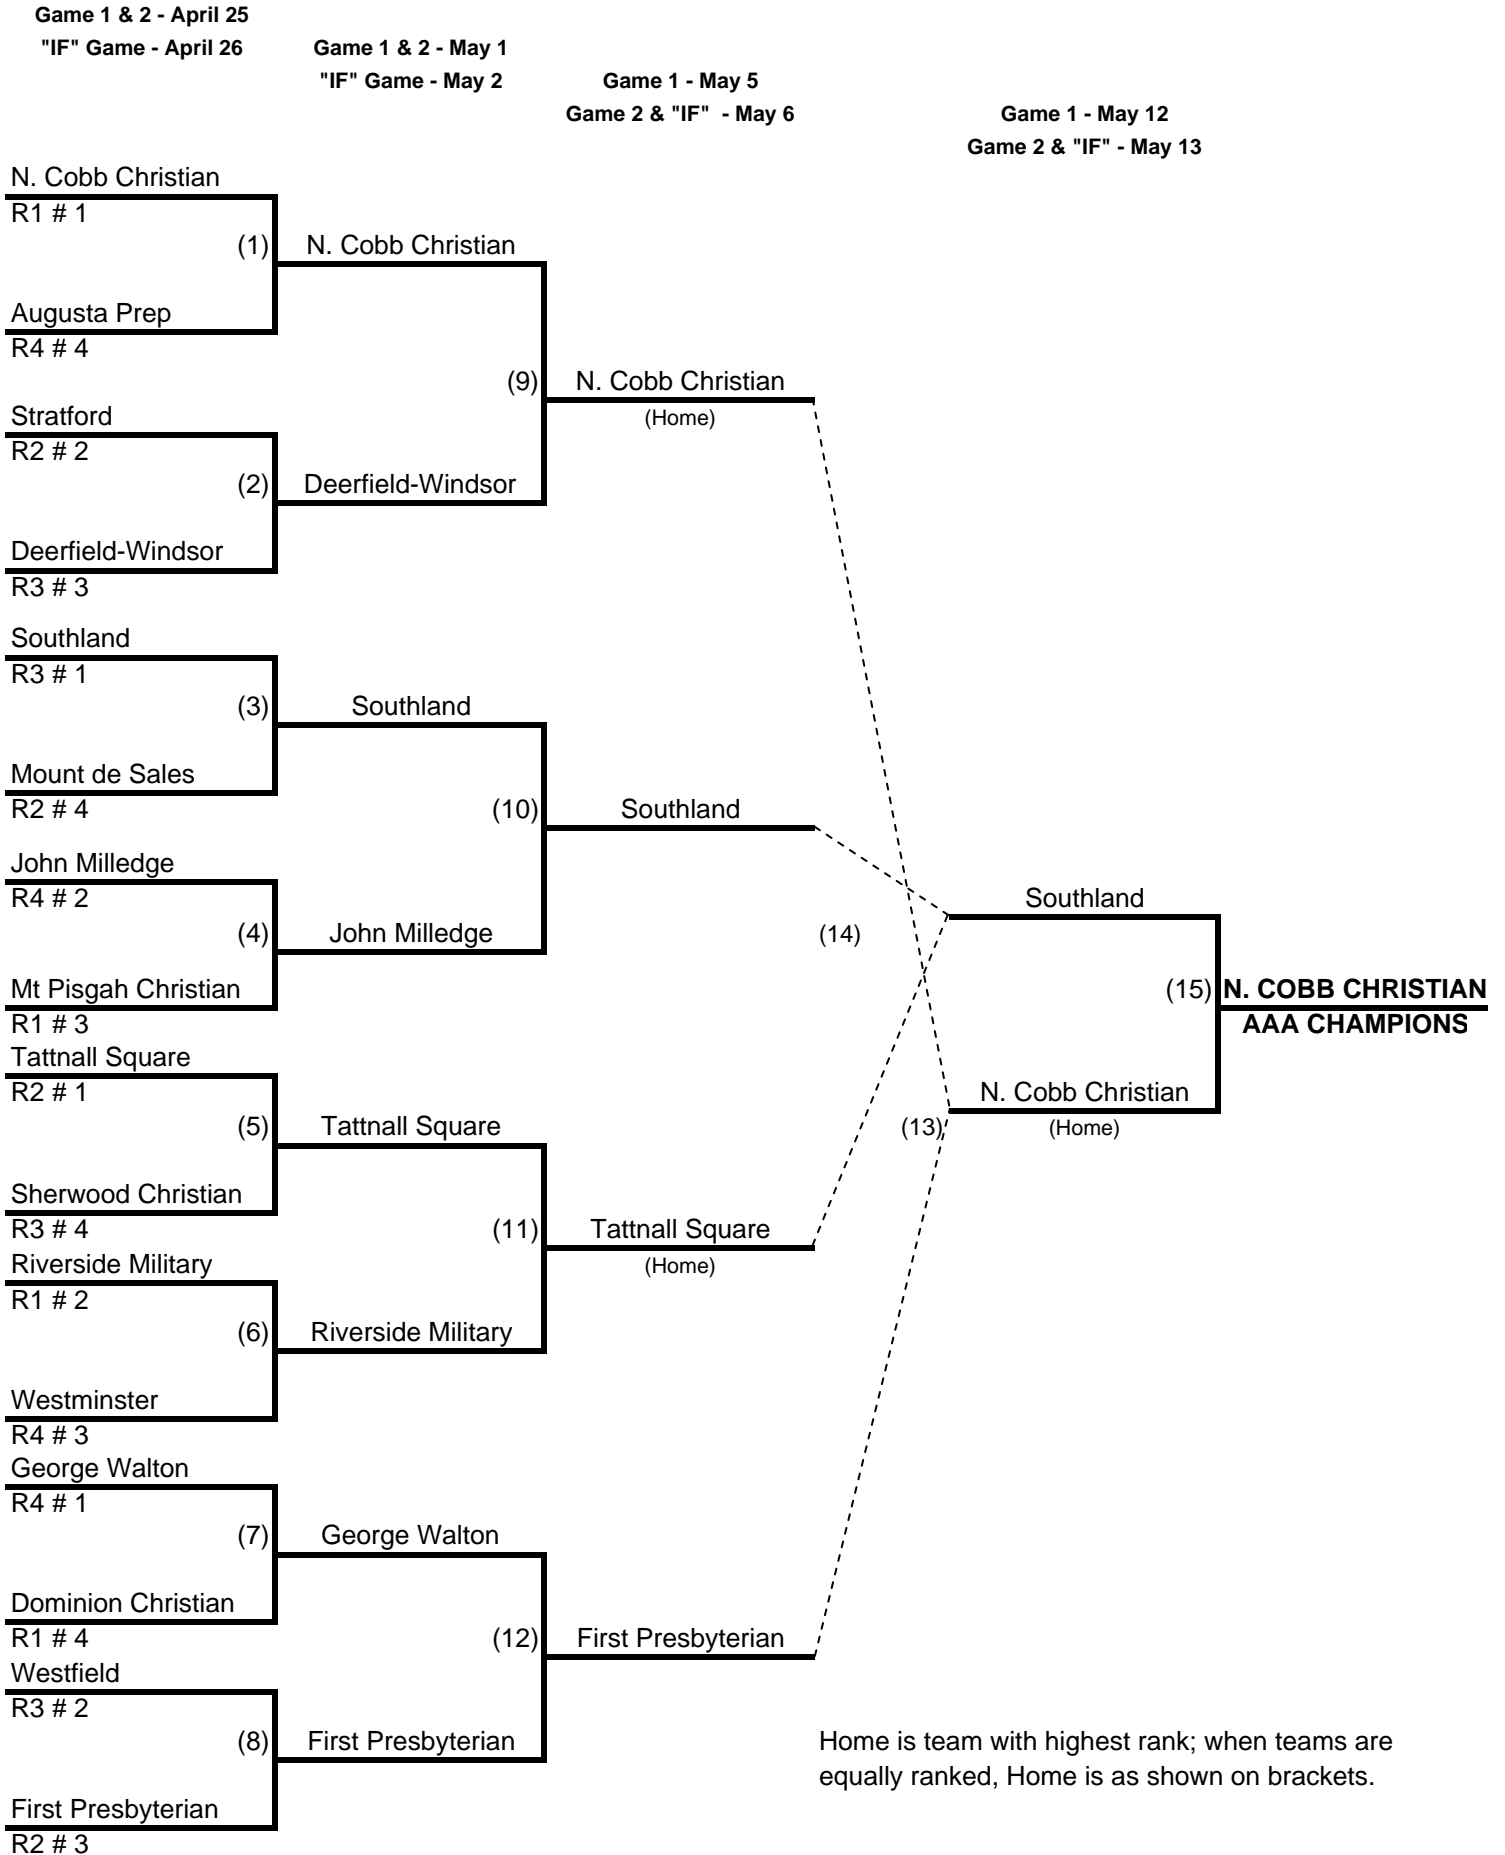 Game 1 & 2 - April 25
"IF" Game - April 26
Game 1 & 2 - May 1
"IF" Game - May 2
Game 1 - May 5
Game 2 & "IF"  - May 6
Game 1 - May 12
Game 2 & "IF" - May 13
N. Cobb Christian
R1 # 1
(1)
N. Cobb Christian
Augusta Prep
R4 # 4
(9)
N. Cobb Christian
(Home)
Stratford
R2 # 2
(2)
Deerfield-Windsor
Deerfield-Windsor
R3 # 3
Southland
R3 # 1
(3)
Southland
Mount de Sales
R2 # 4
(10)
Southland
John Milledge
R4 # 2
(4)
John Milledge
(14)
Southland
Mt Pisgah Christian
R1 # 3
(15)
N. COBB CHRISTIAN
AAA CHAMPIONS
Tattnall Square
R2 # 1
(5)
Tattnall Square
(13)
N. Cobb Christian
(Home)
Sherwood Christian
R3 # 4
(11)
Tattnall Square
(Home)
Riverside Military
R1 # 2
(6)
Riverside Military
Westminster
R4 # 3
George Walton
R4 # 1
(7)
George Walton
Dominion Christian
R1 # 4
(12)
First Presbyterian
Westfield
R3 # 2
(8)
First Presbyterian
First Presbyterian
R2 # 3
Home is team with highest rank; when teams are
equally ranked, Home is as shown on brackets.